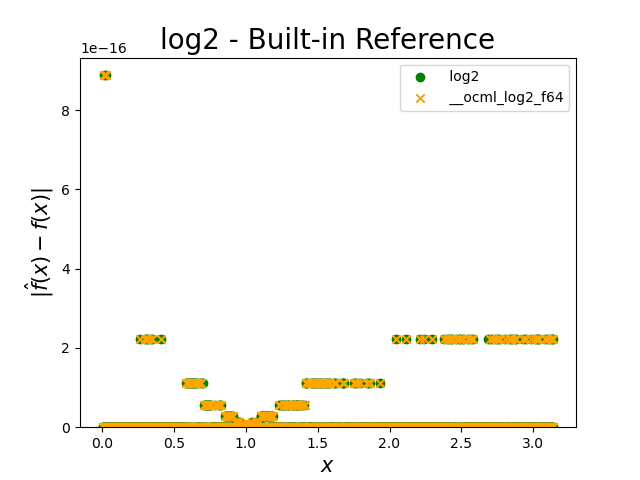 log2 - Built-in Reference
1e−16
log2
__ocml_log2_f64
8
6
4
2
0
|f̂(x) − f(x)|
0.0 0.5 1.0 1.5 2.0 2.5 3.0
x